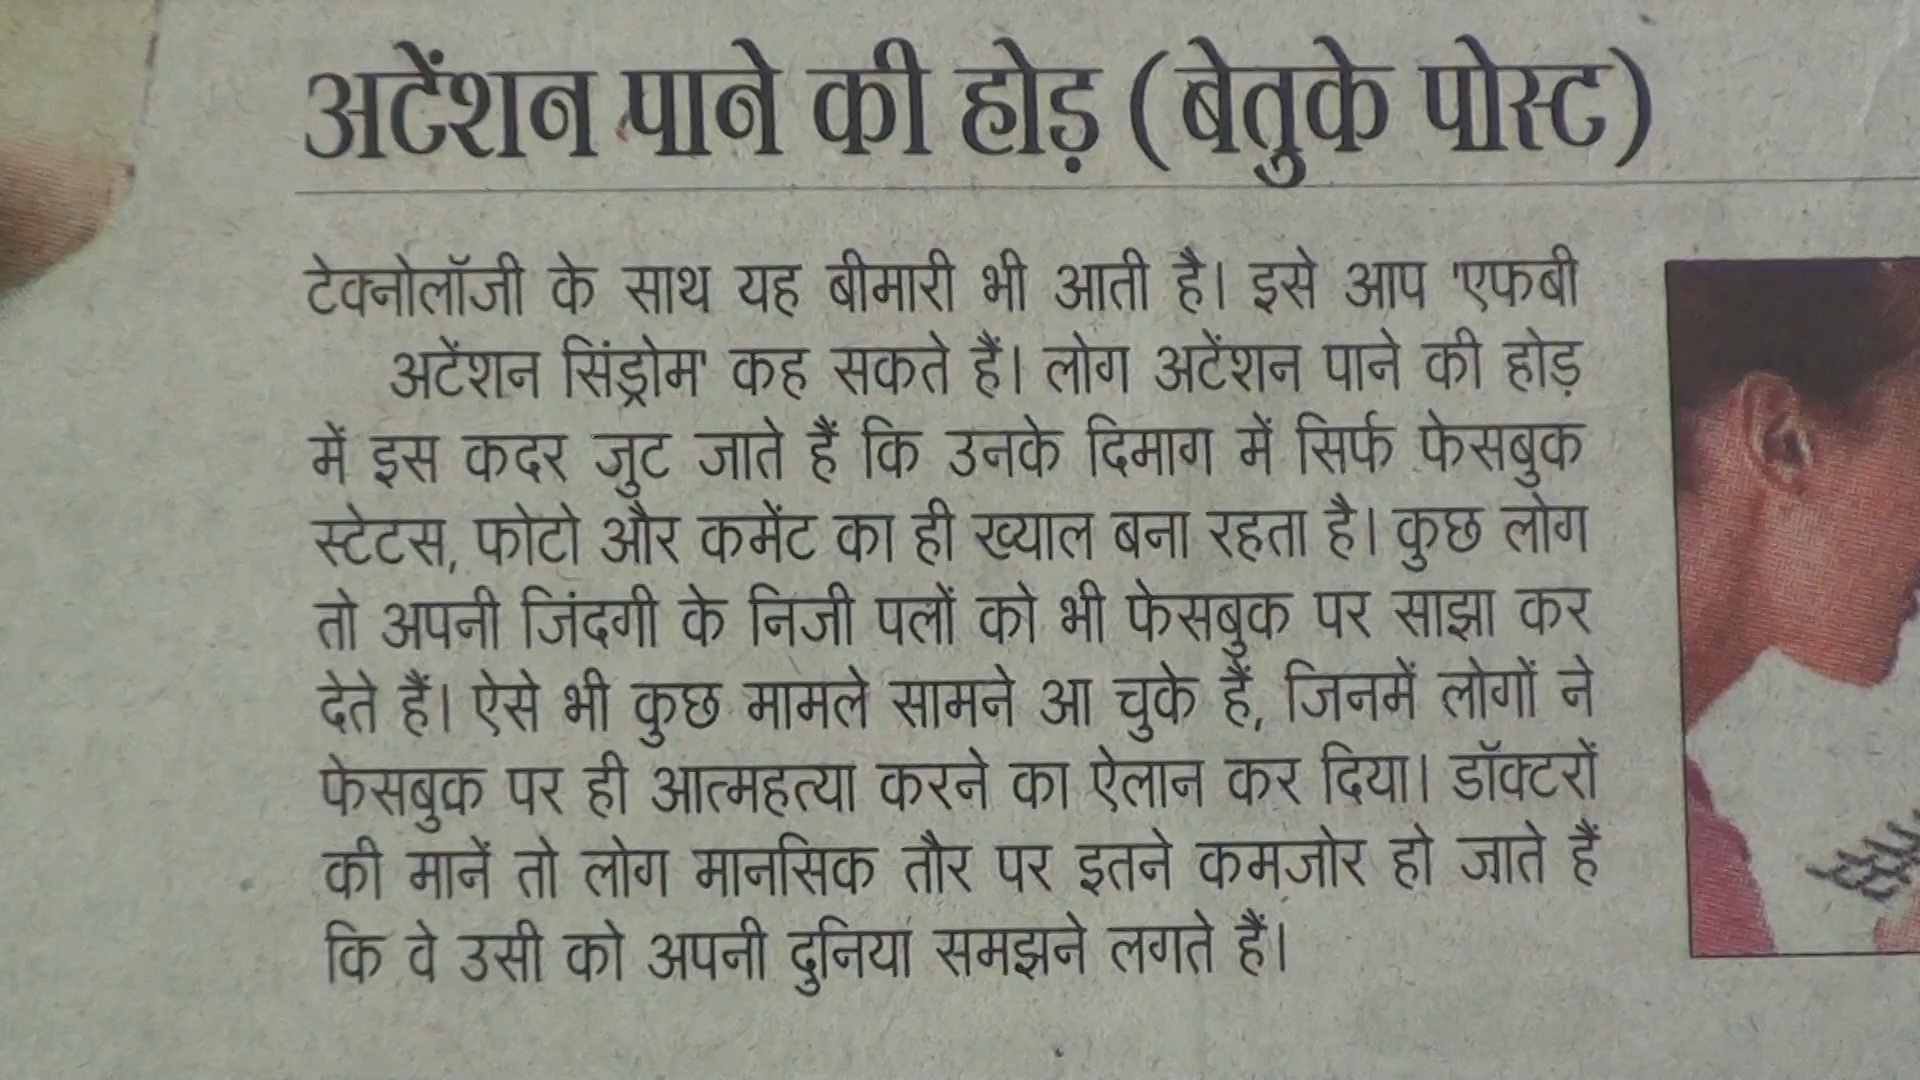 अटेंशन पाने की होड़ (बेतुके पोस्ट)
टेक्नोलॉजी के साथ यह बीमारी भी आती है। इसे आप 'एफबी
अटेंशन सिंड्रोम' कह सकते हैं। लोग अटेंशन पाने की होड़
में इस कदर जुट जाते हैं कि उनके दिमाग में सिर्फ फेसबुक
स्टेटस, फोटो और कमेंट का ही ख्याल बना रहता है। कुछ लोग
तो अपनी जिंदगी के निजी पलों को भी फेसबुक पर साझा कर
देते हैं। ऐसे भी कुछ मामले सामने आ चुके हैं, जिनमें लोगों ने
फेसबुक पर ही आत्महत्या करने का ऐलान कर दिया। डॉक्टरों
की मानें तो लोग मानसिक तौर पर इतने कमजोर हो जाते हैं
कि वे उसी को अपनी दुनिया समझने लगते हैं।